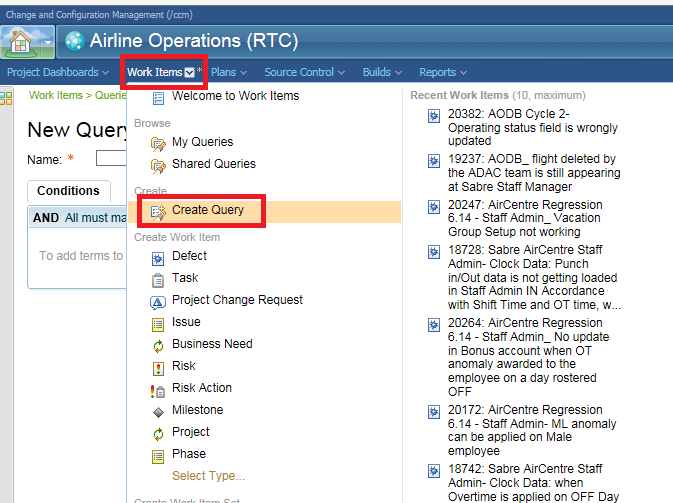 Change and Configuration Management (/ccm)
Airline Operations (RTC)
Project Dashboards
Work Items
*
Plans
Source Control
Builds
Reports
Work Items > Querie
New Query
Name: *
Conditions
AND All must ma
To add terms to
Welcome to Work Items
Browse
My Queries
Shared Queries
Create
Create Query
Create Work Item
Defect
Task
Project Change Request
Issue
Business Need
Risk
Risk Action
Milestone
Project
Phase
Select Type...
Create Work Item Set
Recent Work Items (10, maximum)
20382: AODB Cycle 2-
Operating status field is wrongly
updated
19237: AODB_ flight deleted by
the ADAC team is still appearing
at Sabre Staff Manager
20247: AirCentre Regression
6.14 - Staff Admin_ Vacation
Group Setup not working
18728: Sabre AirCentre Staff
Admin- Clock Data: Punch
in/Out data is not getting loaded
in Staff Admin IN Accordance
with Shift Time and OT time, w...
20264: AirCentre Regression
6.14 - Staff Admin_ No update
in Bonus account when OT
anomaly awarded to the
employee on a day rostered
OFF
20172: AirCentre Regression
6.14 - Staff Admin- ML anomaly
can be applied on Male
employee
18742: Sabre AirCentre Staff
Admin- Clock Data: when
Overtime is applied on OFF Day